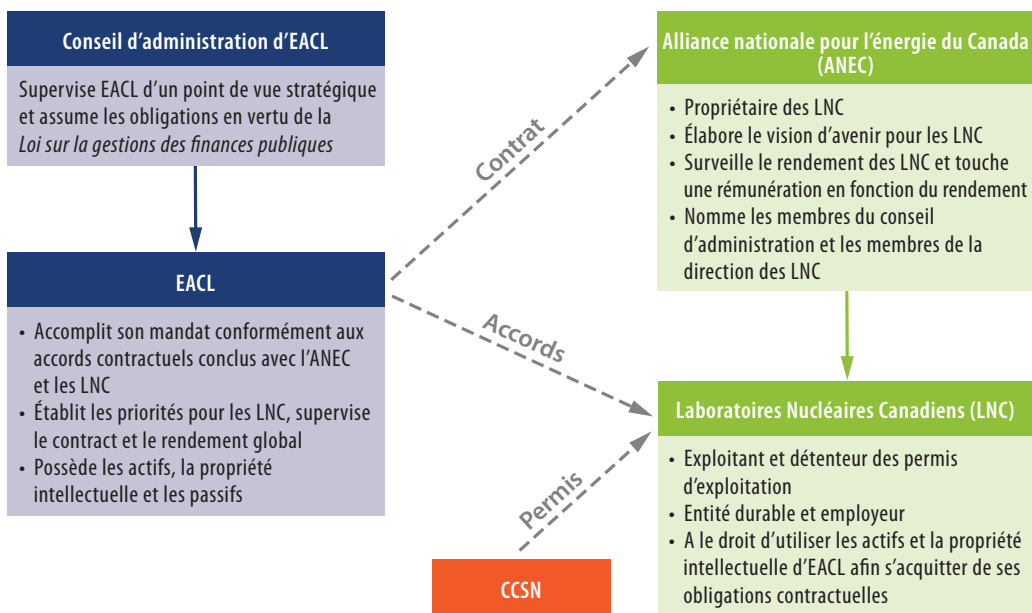 Conseil d'administration d'EACL
Supervise EACL d'un point de vue stratégique
et assume les obligations en vertu de la
Loi sur la gestions des finances publiques
EACL
• Accomplit son mandat conformément aux
accords contractuels conclus avec l'ANEC
et les LNC
• Établit les priorités pour les LNC, supervise
le contract et le rendement global
• Possède les actifs, la propriété
intellectuelle et les passifs
Contrat
Accords
Permis
CCSN
Alliance nationale pour l'énergie du Canada
(ANEC)
• Propriétaire des LNC
• Élabore le vision d'avenir pour les LNC
• Surveille le rendement des LNC et touche
une rémunération en fonction du rendement
• Nomme les membres du conseil
d'administration et les membres de la
direction des LNC
Laboratoires Nucléaires Canadiens (LNC)
• Exploitant et détenteur des permis
d'exploitation
• Entité durable et employeur
• A le droit d'utiliser les actifs et la propriété
intellectuelle d'EACL afin s'acquitter de ses
obligations contractuelles